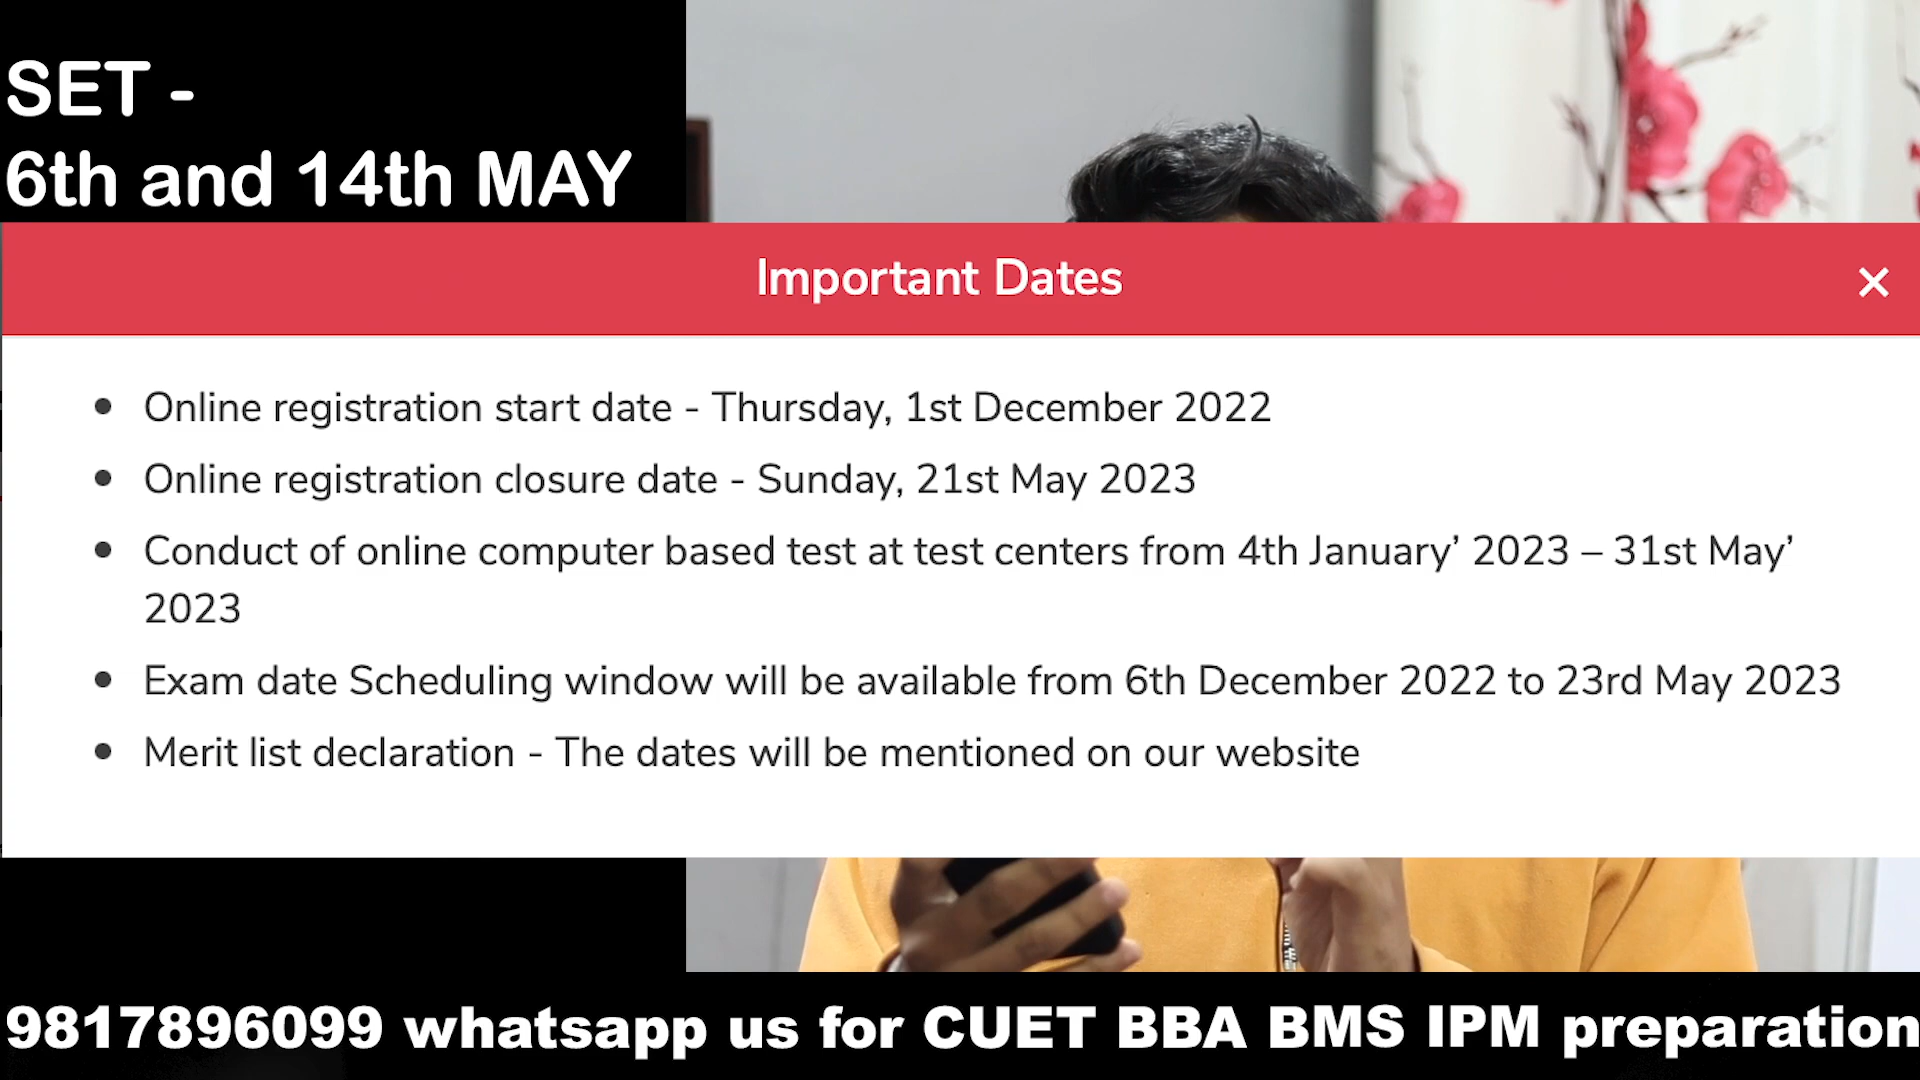 SET -
6th and 14th MAY
Important Dates
Online registration start date - Thursday, 1st December 2022
Online registration closure date - Sunday, 21st May 2023
Conduct of online computer based test at test centers from 4th January’ 2023 – 31st May’
2023
Exam date Scheduling window will be available from 6th December 2022 to 23rd May 2023
Merit list declaration - The dates will be mentioned on our website
9817896099 whatsapp us for CUET BBA BMS IPM preparation